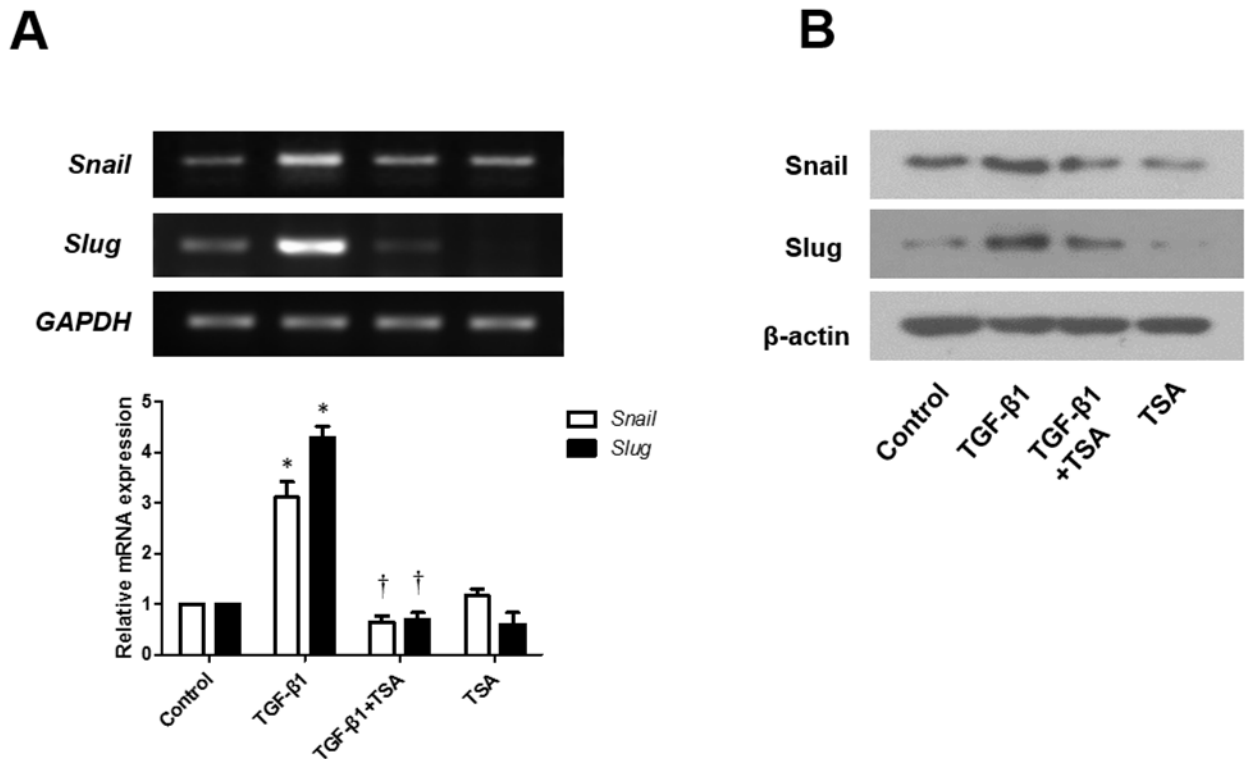 A
Snail
Slug
GAPDH
Relative mRNA expression
5
4
3
2
1
0
*
*
†
†
Snail
Slug
Control
TGF-β1
TGF-β1+TSA
TSA
B
Snail
Slug
β-actin
Control
TGF-β1
TGF-β1
+TSA
TSA